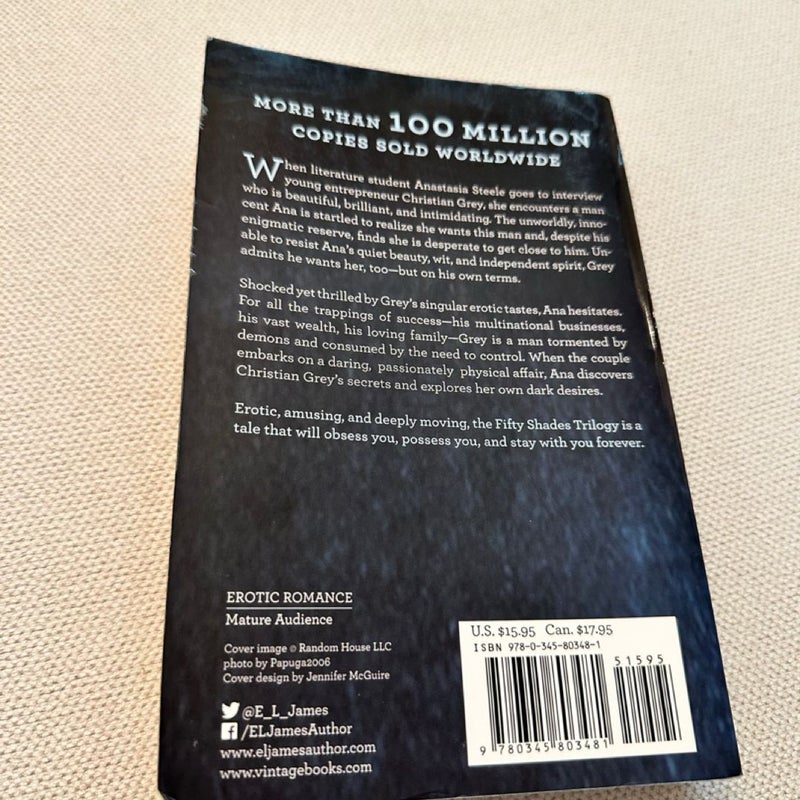 MORE THAN 100 MILLION
COPIES SOLD WORLDWIDE
When literature student Anastasia Steele goes to interview
young entrepreneur Christian Grey, she encounters a man
who is beautiful, brilliant, and intimidating. The unworldly, inno-
cent Ana is startled to realize she wants this man and, despite his
enigmatic reserve, finds she is desperate to get close to him. Un-
able to resist Ana's quiet beauty, wit, and independent spirit, Grey
admits he wants her, too—but on his own terms.
Shocked yet thrilled by Grey's singular erotic tastes, Ana hesitates.
For all the trappings of success—his multinational businesses,
his vast wealth, his loving family—Grey is a man tormented by
demons and consumed by the need to control. When the couple
embarks on a daring, passionately physical affair, Ana discovers
Christian Grey's secrets and explores her own dark desires.
Erotic, amusing, and deeply moving, the Fifty Shades Trilogy is a
tale that will obsess you, possess you, and stay with you forever.
EROTIC ROMANCE
Mature Audience
Cover image © Random House LLC
photo by Papuga2006
Cover design by Jennifer McGuire
@E_L_James
/ELJamesAuthor
www.eljamesauthor.com
www.vintagebooks.com
U.S. $15.95 Can. $17.95
ISBN 978-0-345-80348-1
51595
9 780345 803481